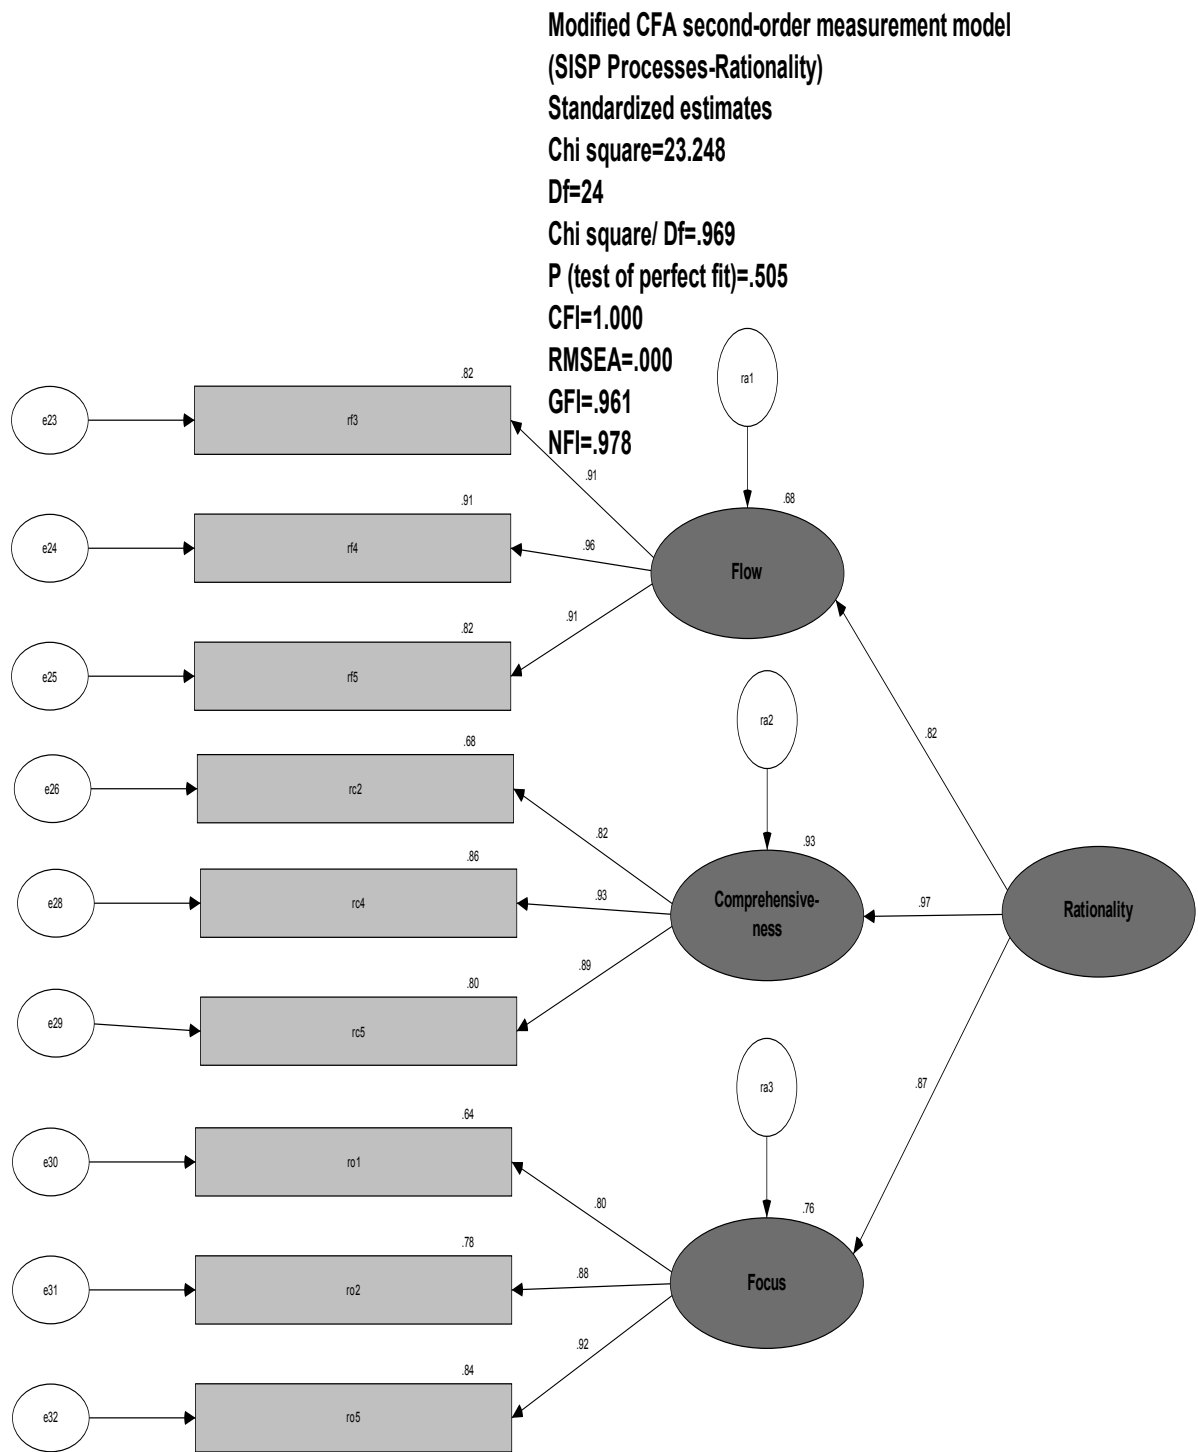 Modified CFA second-order measurement model
(SISP Processes-Rationality)
Standardized estimates
Chi square=23.248
Df=24
Chi square/ Df=.969
P (test of perfect fit)=.505
CFI=1.000
RMSEA=.000
GFI=.961
NFI=.978
ra1
.82
e23
rf3
.91
.68
.91
e24
rf4
.96
Flow
.82
.91
e25
rf5
ra2
.68
.82
e26
rc2
.82
.93
.86
e28
rc4
.93
Comprehensive-
ness
.97
Rationality
.80
.89
e29
rc5
ra3
.87
.64
e30
ro1
.80
.76
.78
e31
ro2
.88
Focus
.84
.92
e32
ro5